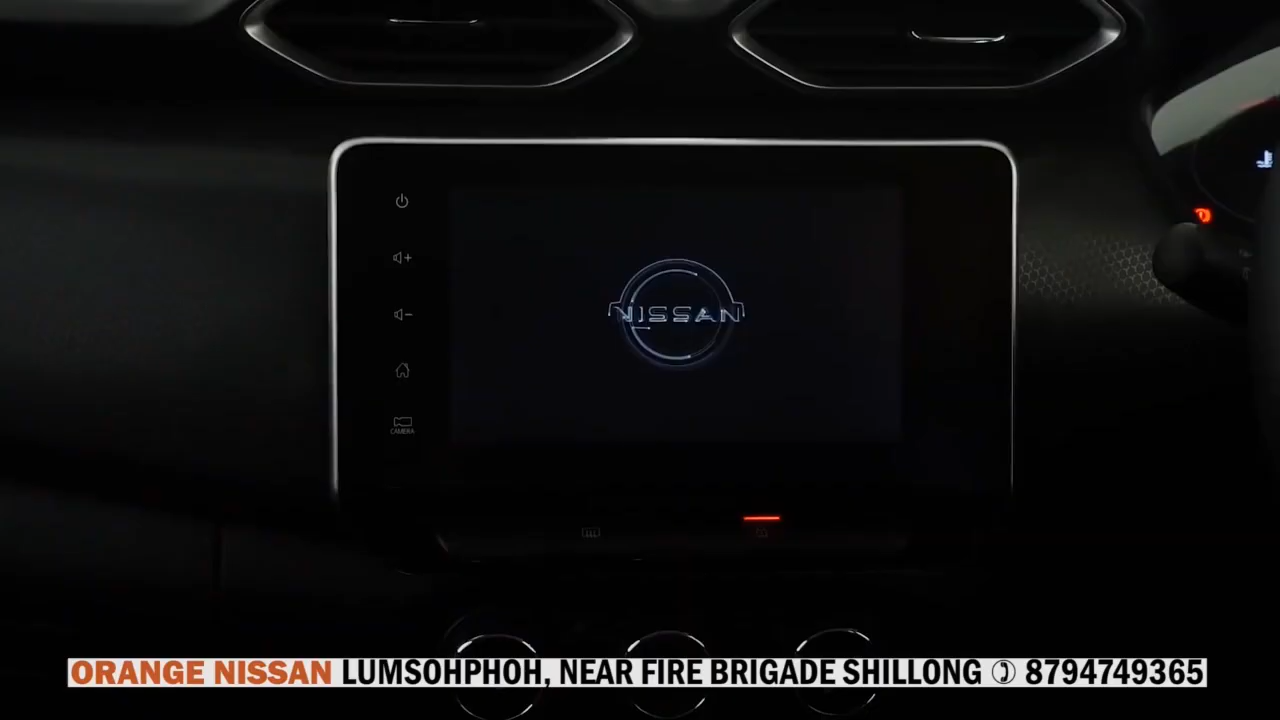 NISSAN
CAMERA
ORANGE NISSAN LUMSOHPHOH, NEAR FIRE BRIGADE SHILLONG ✆ 8794749365